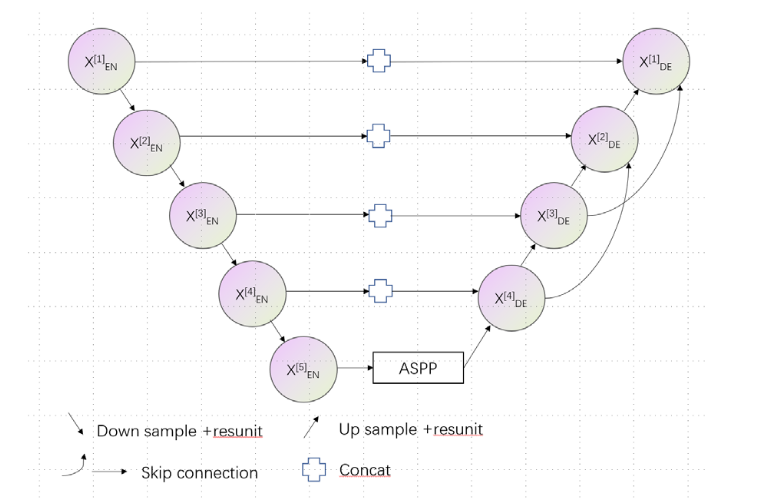 X[1]EN
X[1]DE
X[2]EN
X[2]DE
X[3]EN
X[3]DE
X[4]EN
X[4]DE
X[5]EN
ASPP
Down sample +resunit
Up sample +resunit
Skip connection
Concat